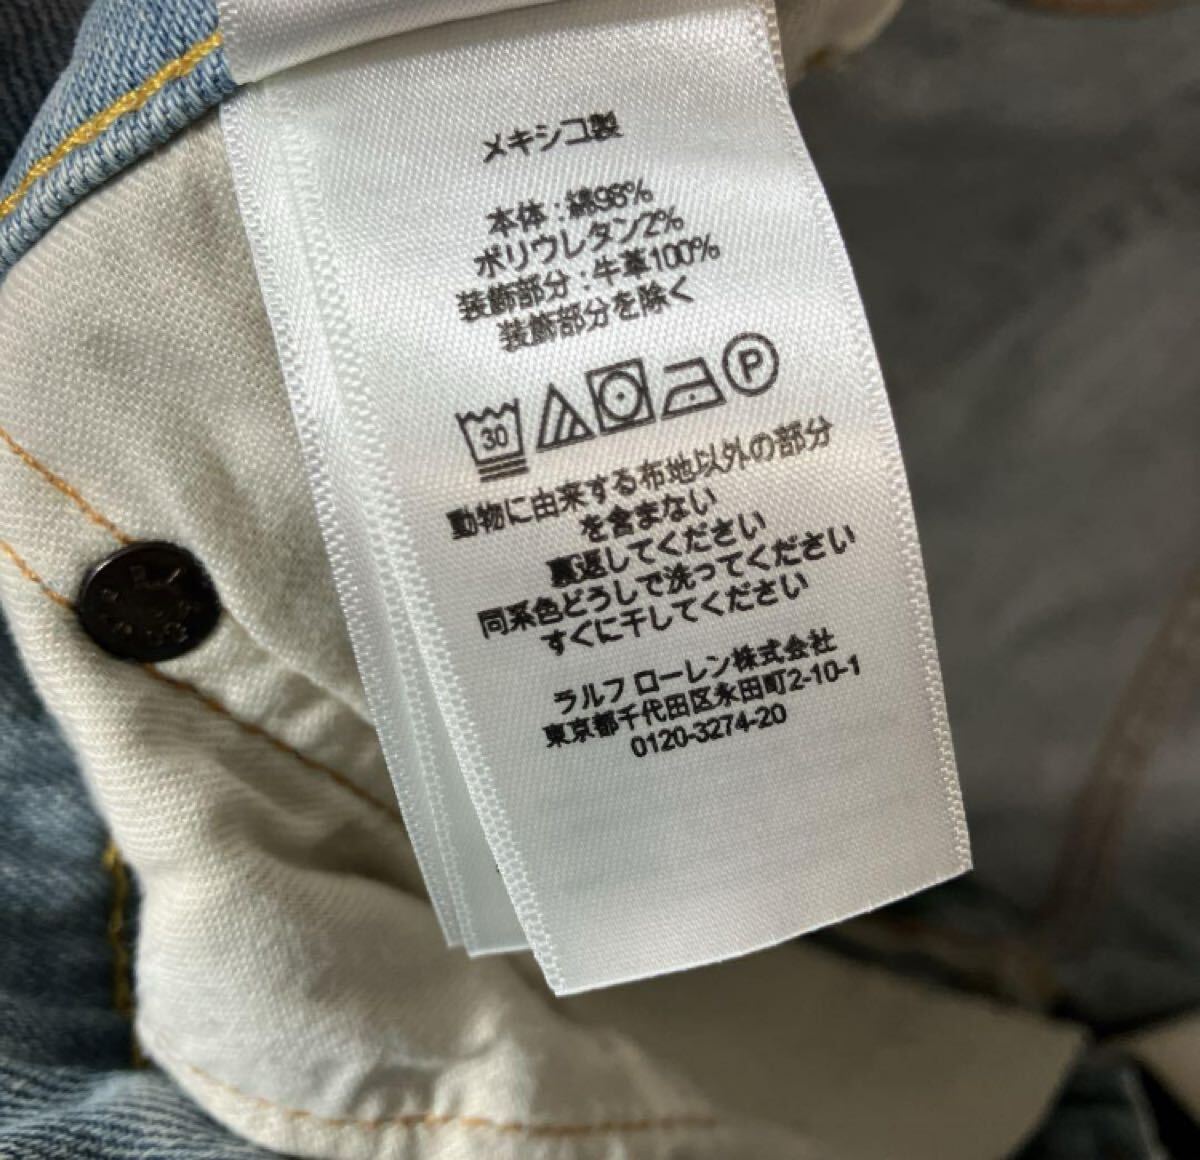 メキシコ製
本体：綿98%
ポリウレタン2%
装飾部分：牛革100%
装飾部分を除く
30
P
動物に由来する布地以外の部分
を含まない
裏返してください
同系色どうしで洗ってください
すぐに干してください
ラルフ ローレン株式会社
東京都千代田区永田町2-10-1
0120-3274-20